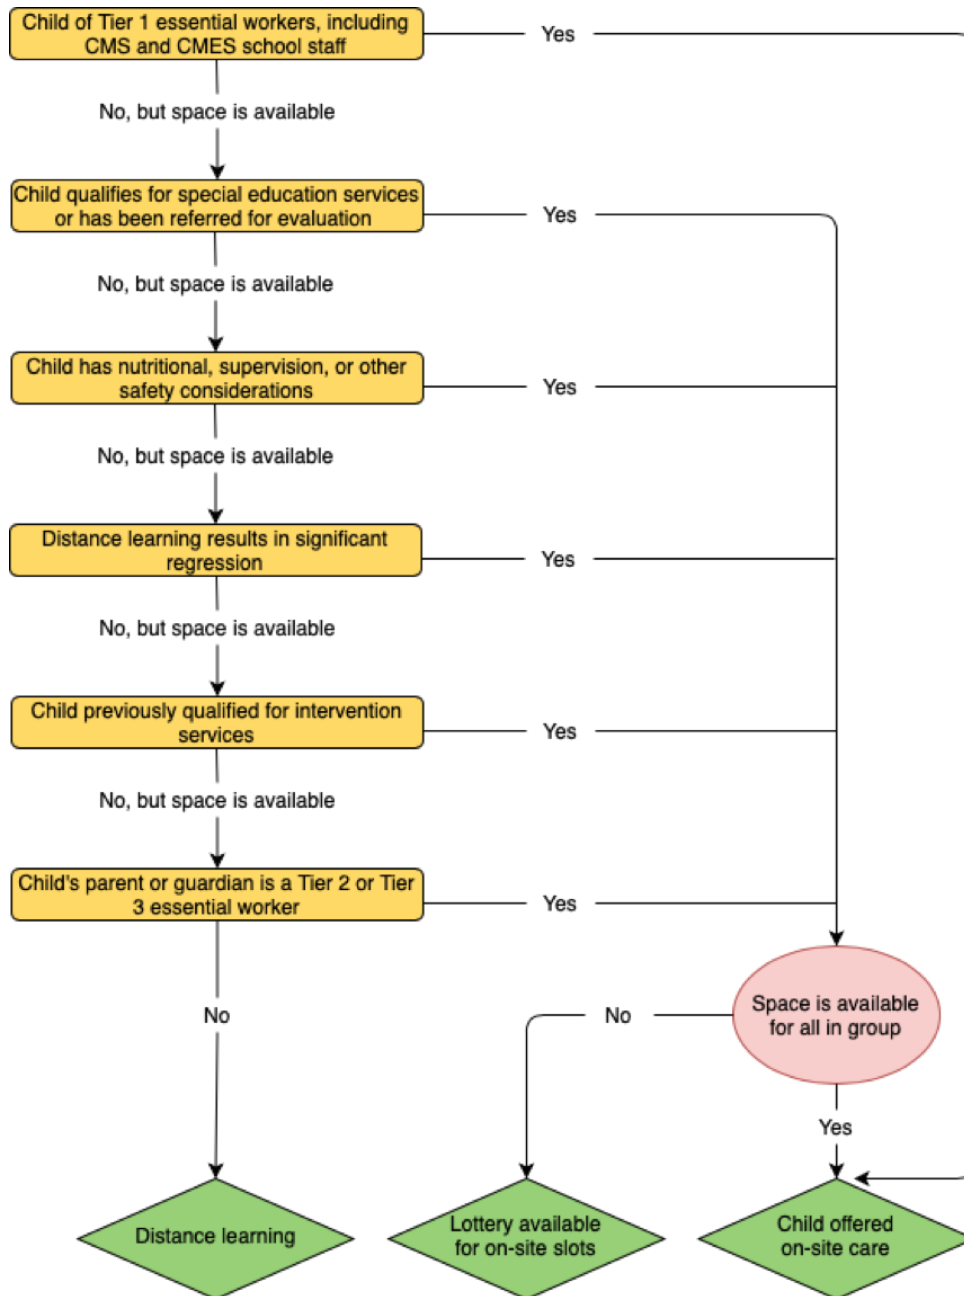 Child of Tier 1 essential workers, including
CMS and CMES school staff
Yes
No, but space is available
Child qualifies for special education services
or has been referred for evaluation
Yes
No, but space is available
Child has nutritional, supervision, or other
safety considerations
Yes
No, but space is available
Distance learning results in significant
regression
Yes
No, but space is available
Child previously qualified for intervention
services
Yes
No, but space is available
Child's parent or guardian is a Tier 2 or Tier
3 essential worker
Yes
No
No
Space is available
for all in group
Yes
Distance learning
Lottery available
for on-site slots
Child offered
on-site care